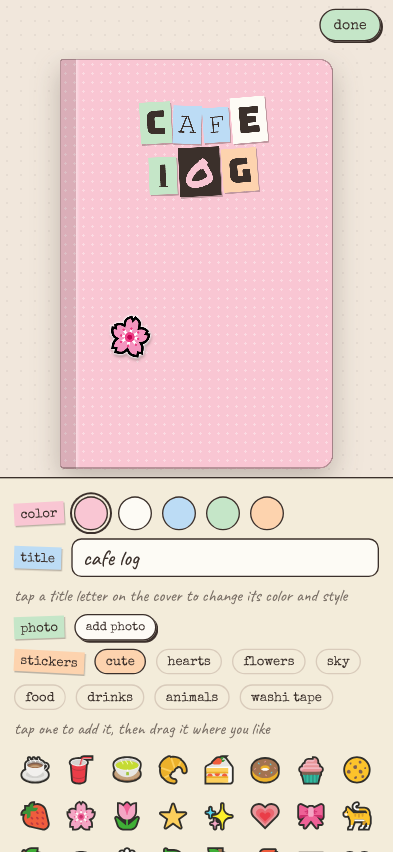 done
CAFE
lOG
color
title
cafe log
tap a title letter on the cover to change its color and style
photo
add photo
stickers
cute
hearts
flowers
sky
food
drinks
animals
washi tape
tap one to add it, then drag it where you like